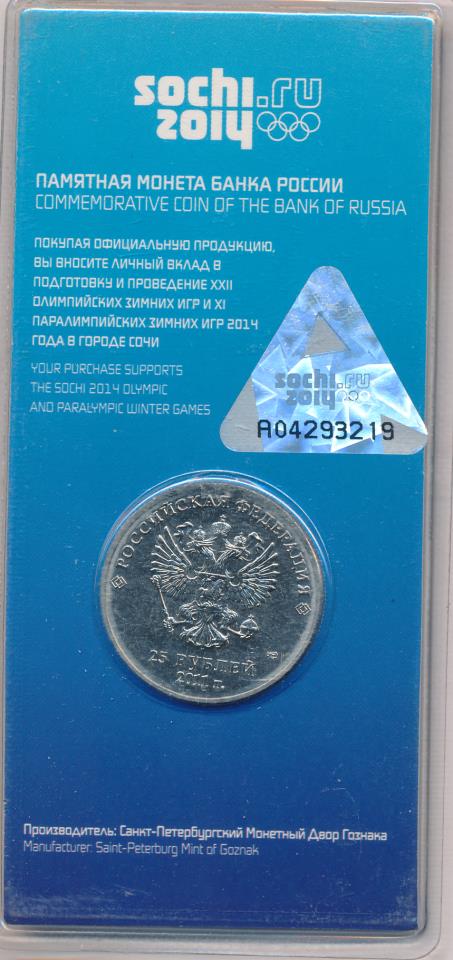 sochi.ru
2014
ПАМЯТНАЯ МОНЕТА БАНКА РОССИИ
COMMEMORATIVE COIN OF THE BANK OF RUSSIA
ПОКУПАЯ ОФИЦИАЛЬНУЮ ПРОДУКЦИЮ,
ВЫ ВНОСИТЕ ЛИЧНЫЙ ВКЛАД В
ПОДГОТОВКУ И ПРОВЕДЕНИЕ XXII
ОЛИМПИЙСКИХ ЗИМНИХ ИГР И XI
ПАРАЛИМПИЙСКИХ ЗИМНИХ ИГР 2014
ГОДА В ГОРОДЕ СОЧИ
YOUR PURCHASE SUPPORTS
THE SOCHI 2014 OLYMPIC
AND PARALYMPIC WINTER GAMES
sochi.ru
2014
A04293219
РОССИЙСКАЯ ФЕДЕРАЦИЯ
25 РУБЛЕЙ
2011 г.
Производитель: Санкт-Петербургский Монетный Двор Гознака
Manufacturer: Saint-Peterburg Mint of Goznak